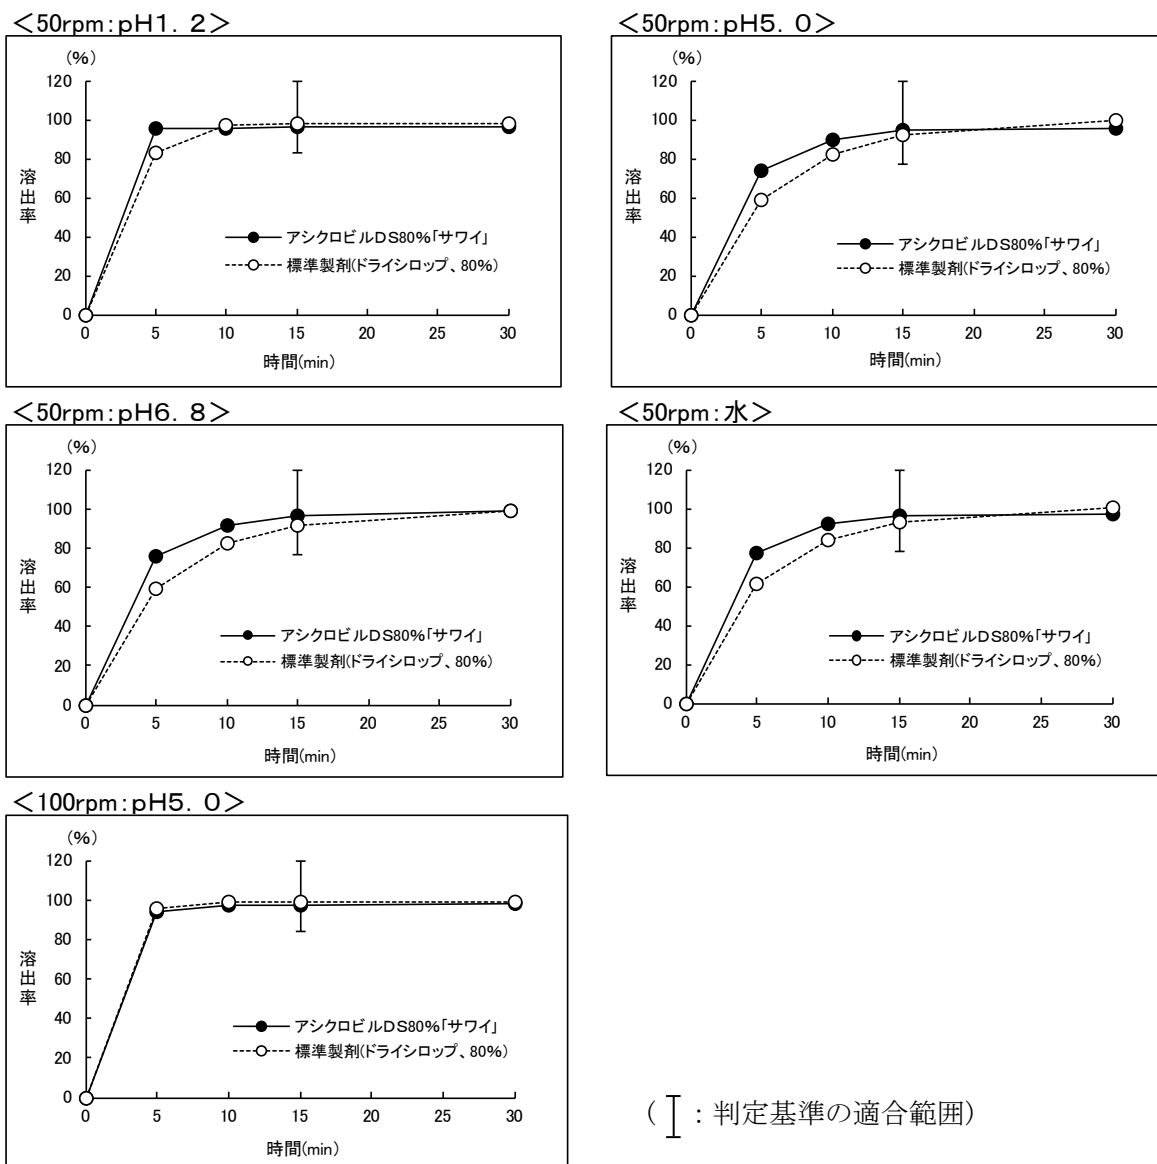 ＜50rpm：pH1．2＞
(%)
120
100
80
60
40
20
0
溶出率
アシクロビルDS80%｢サワイ｣
標準製剤(ドライシロップ、80%)
0 5 10 15 20 25 30
時間(min)
＜50rpm：pH5．0＞
(%)
120
100
80
60
40
20
0
溶出率
アシクロビルDS80%｢サワイ｣
標準製剤(ドライシロップ、80%)
0 5 10 15 20 25 30
時間(min)
＜50rpm：pH6．8＞
(%)
120
100
80
60
40
20
0
溶出率
アシクロビルDS80%｢サワイ｣
標準製剤(ドライシロップ、80%)
0 5 10 15 20 25 30
時間(min)
＜50rpm：水＞
(%)
120
100
80
60
40
20
0
溶出率
アシクロビルDS80%｢サワイ｣
標準製剤(ドライシロップ、80%)
0 5 10 15 20 25 30
時間(min)
＜100rpm：pH5．0＞
(%)
120
100
80
60
40
20
0
溶出率
アシクロビルDS80%｢サワイ｣
標準製剤(ドライシロップ、80%)
0 5 10 15 20 25 30
時間(min)
( ：判定基準の適合範囲)